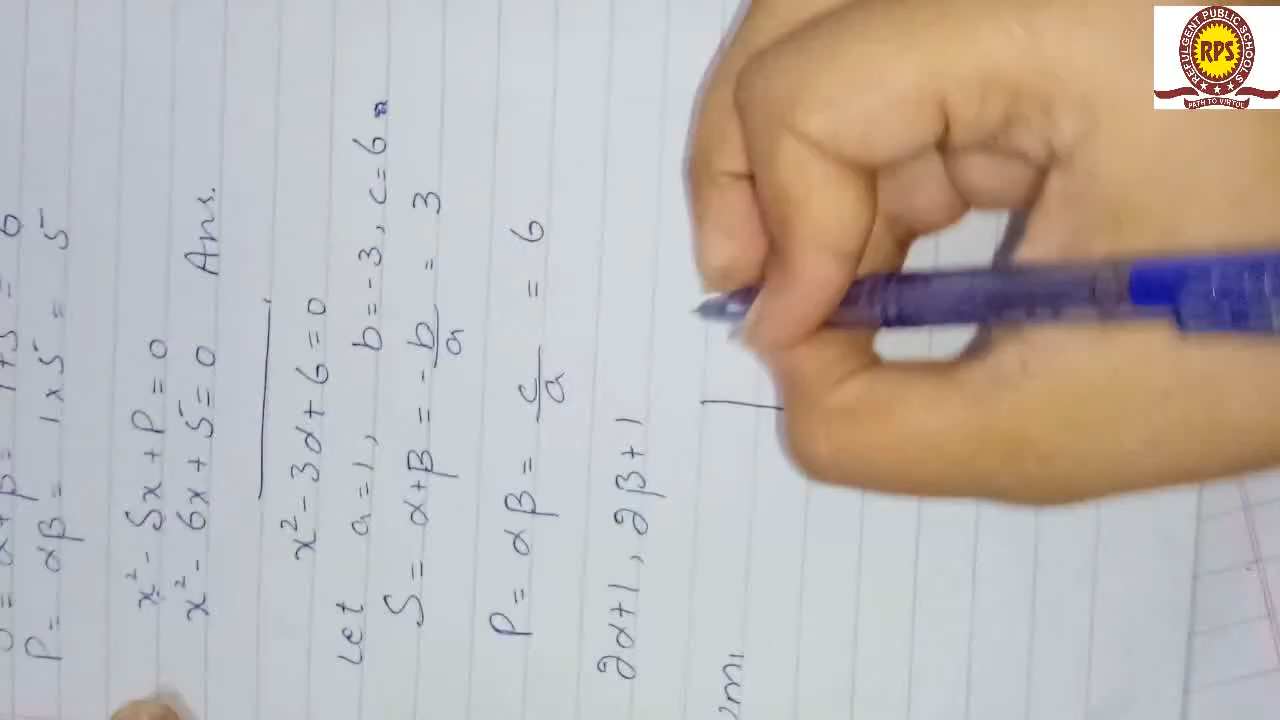 P = αβ = 1 x 5 = 5
x² - Sx + P = 0
x² - 6x + 5 = 0 Ans.
x² - 3α + 6 = 0
Let a = 1, b = -3, c = 6
S = α + β = - b/a = 3
P = αβ = c/a = 6
2α+1, 2β+1
REFULGENT PUBLIC SCHOOLS
RPS
PATH TO VIRTUE